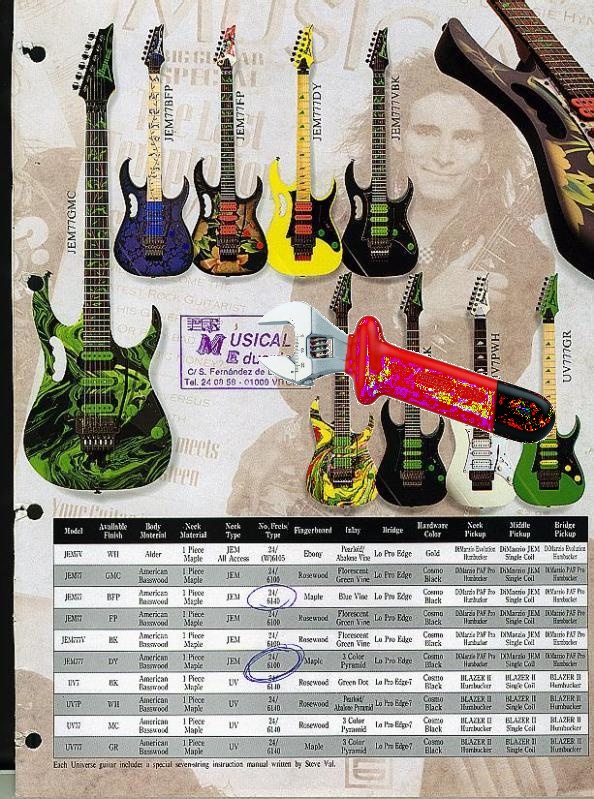 JEM77GMC
JEM77BFP
JEM77FP
JEM777DY
JEM777VBK
UV777GR
MUSICAL
C/ S. Fernández de
Tel. 24 08 58 - 01009
Model Available Finish Body Material Neck Material Neck Type No. Frets/ Type Fingerboard Inlay Bridge Hardware Color Neck Pickup Middle Pickup Bridge Pickup
JEM7V WH Alder 1 Piece Maple JEM All Access 24/ (W)6105 Ebony Pearloid/ Abalone Vine Lo Pro Edge Gold DiMarzio Evolution Humbucker DiMarzio JEM Single Coil DiMarzio Evolution Humbucker
JEM77 GMC American Basswood 1 Piece Maple JEM 24/ 6100 Rosewood Florescent Green Vine Lo Pro Edge Cosmo Black DiMarzio PAF Pro Humbucker DiMarzio JEM Single Coil DiMarzio PAF Pro Humbucker
JEM77 BFP American Basswood 1 Piece Maple JEM 24/ 6140 Maple Blue Vine Lo Pro Edge Cosmo Black DiMarzio PAF Pro Humbucker DiMarzio JEM Single Coil DiMarzio PAF Pro Humbucker
JEM77 FP American Basswood 1 Piece Maple JEM 24/ 6100 Rosewood Florescent Green Vine Lo Pro Edge Cosmo Black DiMarzio PAF Pro Humbucker DiMarzio JEM Single Coil DiMarzio PAF Pro Humbucker
JEM777V BK American Basswood 1 Piece Maple JEM 24/ Rosewood Florescent Green Vine Lo Pro Edge Cosmo Black DiMarzio PAF Pro Humbucker DiMarzio JEM Single Coil DiMarzio PAF Pro Humbucker
JEM777 DY American Basswood 1 Piece Maple JEM 24/ 6100 Maple 3 Color Pyramid Lo Pro Edge Cosmo Black DiMarzio PAF Pro Humbucker DiMarzio JEM Single Coil DiMarzio PAF Pro Humbucker
UV7 BK American Basswood 1 Piece Maple UV 24/ 6140 Rosewood Green Dot Lo Pro Edge-7 Cosmo Black BLAZER II Humbucker BLAZER II Single Coil BLAZER II Humbucker
UV7P WH American Basswood 1 Piece Maple UV 24/ 6140 Rosewood Pearloid/ Abalone Pyramid Lo Pro Edge-7 Cosmo Black BLAZER II Humbucker BLAZER II Single Coil BLAZER II Humbucker
UV77 MC American Basswood 1 Piece Maple UV 24/ 6140 Rosewood 3 Color Pyramid Lo Pro Edge-7 Cosmo Black BLAZER II Humbucker BLAZER II Single Coil BLAZER II Humbucker
UV777 GR American Basswood 1 Piece Maple UV 24/ 6140 Maple 3 Color Pyramid Lo Pro Edge-7 Cosmo Black BLAZER II Humbucker BLAZER II Single Coil BLAZER II Humbucker
Each Universe guitar includes a special seven-string instruction manual written by Steve Vai.